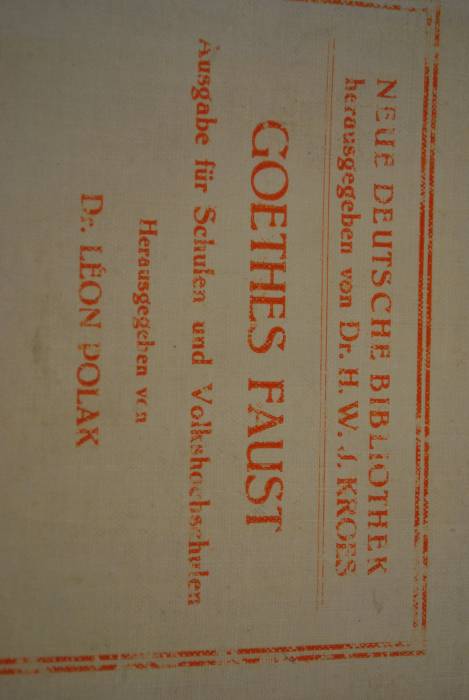 NEUE DEUTSCHE BIBLIOTHEK
herausgegeben von Dr. H. W. J. KROES
GOETHES FAUST
Ausgabe für Schulen und Volkshochschulen
Herausgegeben von
Dr. LÉON POLAK